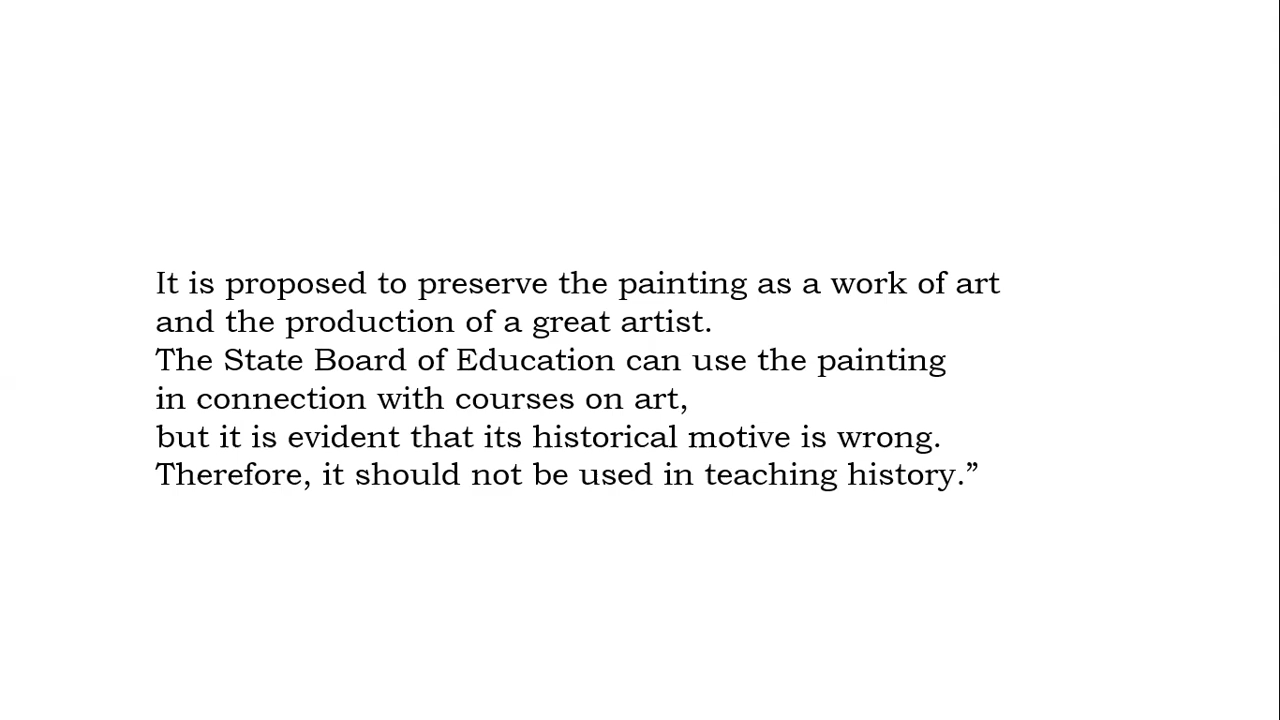 It is proposed to preserve the painting as a work of art
and the production of a great artist.
The State Board of Education can use the painting
in connection with courses on art,
but it is evident that its historical motive is wrong.
Therefore, it should not be used in teaching history.”